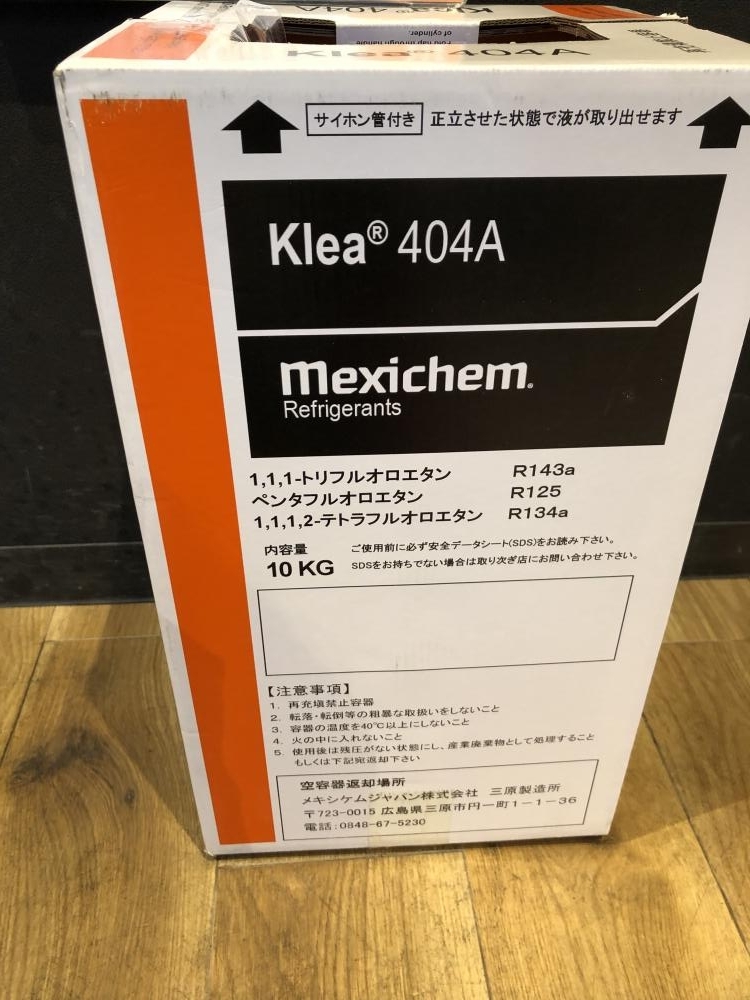 of cylinder.
Klea® 404A
サイホン管付き 正立させた状態で液が取り出せます
Klea® 404A
mexichem.
Refrigerants
1,1,1-トリフルオロエタン R143a
ペンタフルオロエタン R125
1,1,1,2-テトラフルオロエタン R134a
内容量 ご使用前に必ず安全データシート(SDS)をお読み下さい。
10 KG SDSをお持ちでない場合は取り次ぎ店にお問い合わせ下さい。
【注意事項】
1. 再充塡禁止容器
2. 転落・転倒等の粗暴な取扱いをしないこと
3. 容器の温度を40℃以上にしないこと
4. 火の中に入れないこと
5. 使用後は残圧がない状態にし、産業廃棄物として処理すること
もしくは下記宛返却下さい
空容器返却場所
メキシケムジャパン株式会社 三原製造所
〒723-0015 広島県三原市円一町1-1-36
電話:0848-67-5230